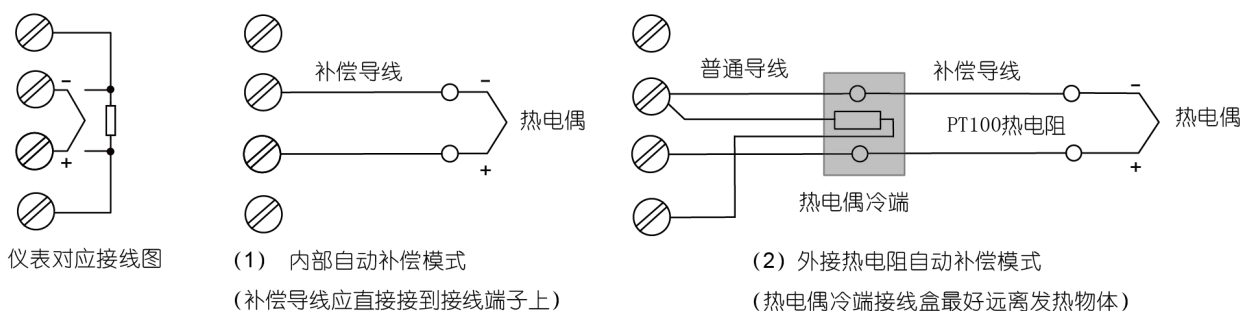 补偿导线
普通导线
补偿导线
−
−
−
热电偶
PT100热电阻
热电偶
+
+
+
热电偶冷端
仪表对应接线图
(1) 内部自动补偿模式
(2) 外接热电阻自动补偿模式
(补偿导线应直接接到接线端子上)
(热电偶冷端接线盒最好远离发热物体)